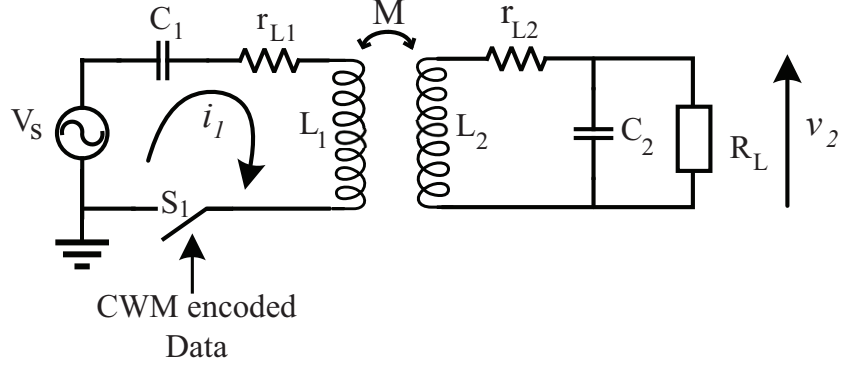 C1
rL1
M
rL2
Vs
i1
L1
L2
C2
RL
v2
S1
CWM encoded
Data